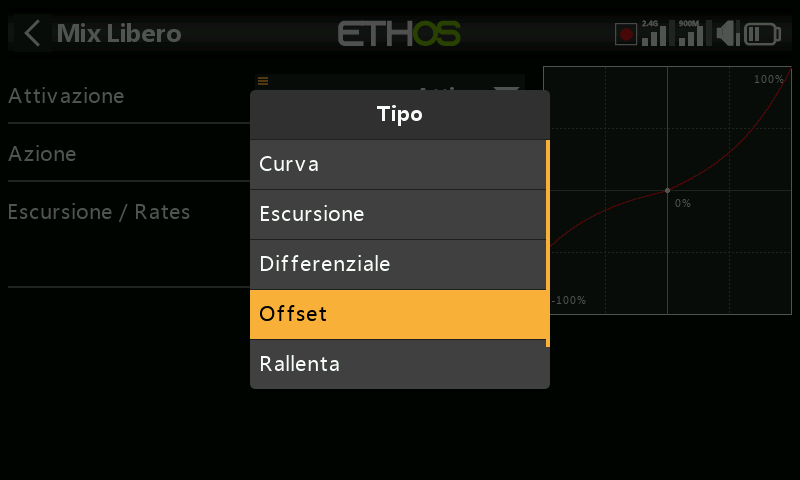 Mix Libero
ETHOS
2.4G
900M
Attivazione
Azione
Escursione / Rates
Tipo
Curva
Escursione
Differenziale
Offset
Rallenta
100%
0%
-100%